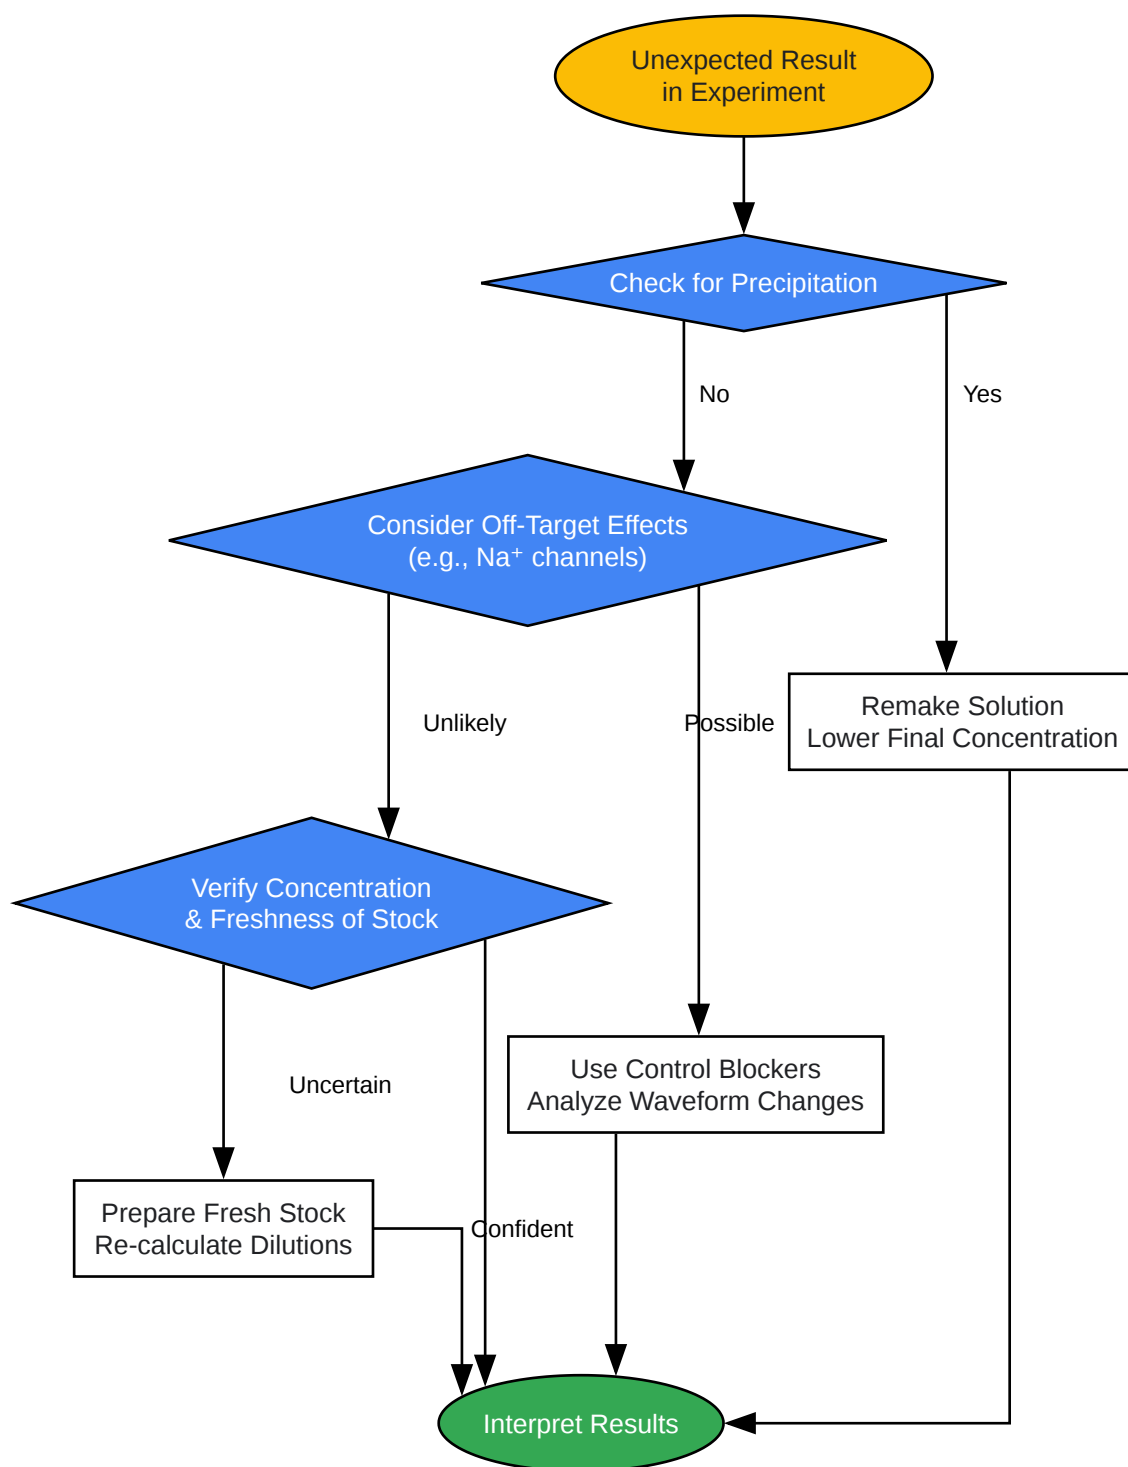 Unexpected Result
in Experiment
Check for Precipitation
No
Yes
Consider Off-Target Effects
(e.g., Na⁺ channels)
Unlikely
Possible
Remake Solution
Lower Final Concentration
Verify Concentration
& Freshness of Stock
Uncertain
Use Control Blockers
Analyze Waveform Changes
Prepare Fresh Stock
Re-calculate Dilutions
Confident
Interpret Results